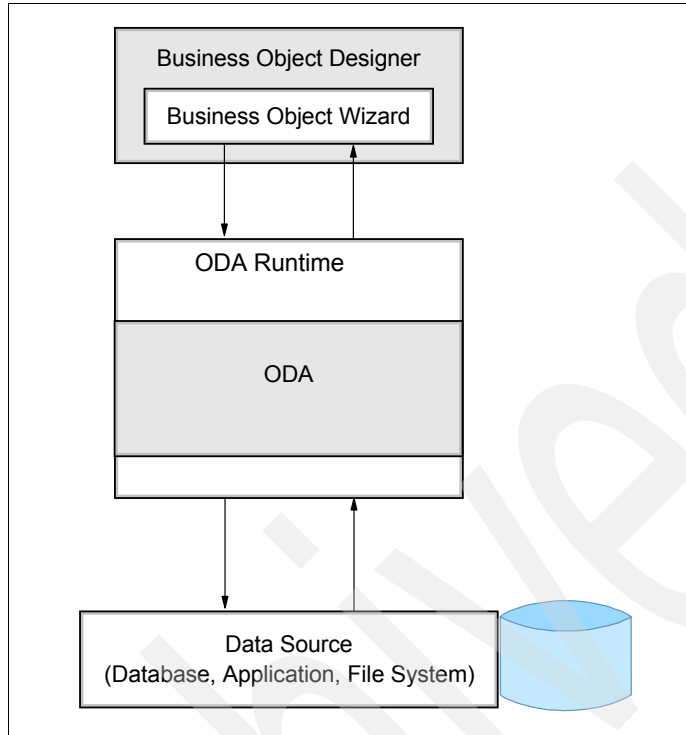 Business Object Designer
Business Object Wizard
ODA Runtime
ODA
Data Source
(Database, Application, File System)